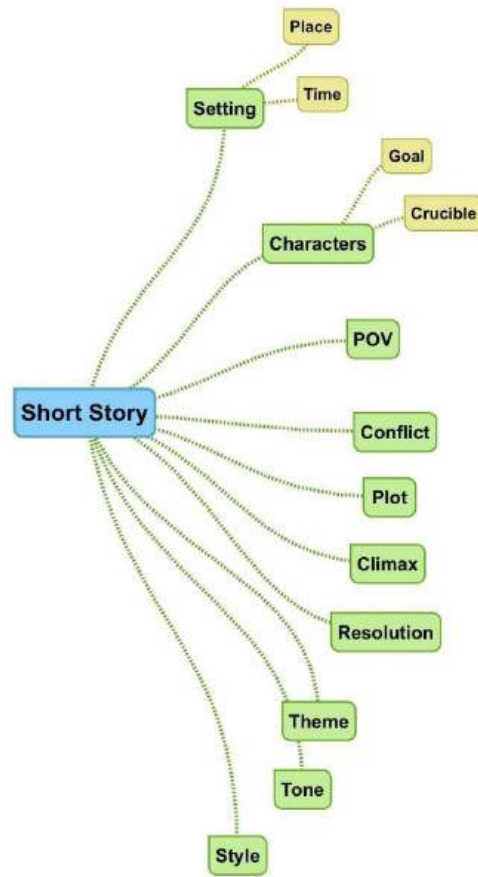 Place
Time
Setting
Goal
Crucible
Characters
POV
Short Story
Conflict
Plot
Climax
Resolution
Theme
Tone
Style